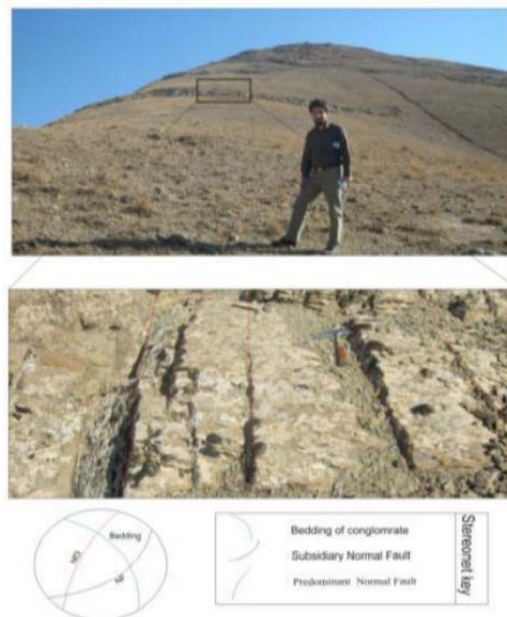 Bedding
Bedding of conglomrate
Subsidiary Normal Fault
Predominant Normal Fault
Stereonet key